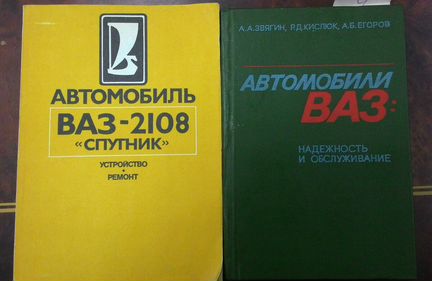 АВТОМОБИЛЬ
ВАЗ-2108
«СПУТНИК»
УСТРОЙСТВО
•
РЕМОНТ
А.А.ЗВЯГИН, Р.Д.КИСЛЮК, А.Б.ЕГОРОВ
АВТОМОБИЛИ
ВАЗ:
НАДЕЖНОСТЬ
И ОБСЛУЖИВАНИЕ